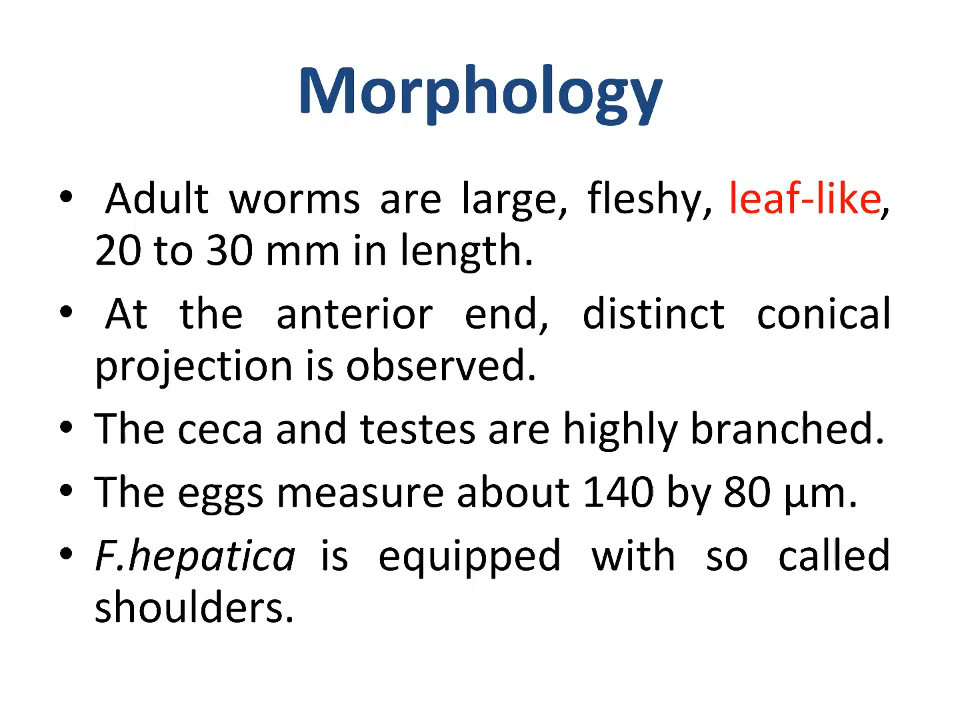 Morphology
• Adult worms are large, fleshy, leaf-like,
20 to 30 mm in length.
• At the anterior end, distinct conical
projection is observed.
• The ceca and testes are highly branched.
• The eggs measure about 140 by 80 μm.
• F.hepatica is equipped with so called
shoulders.